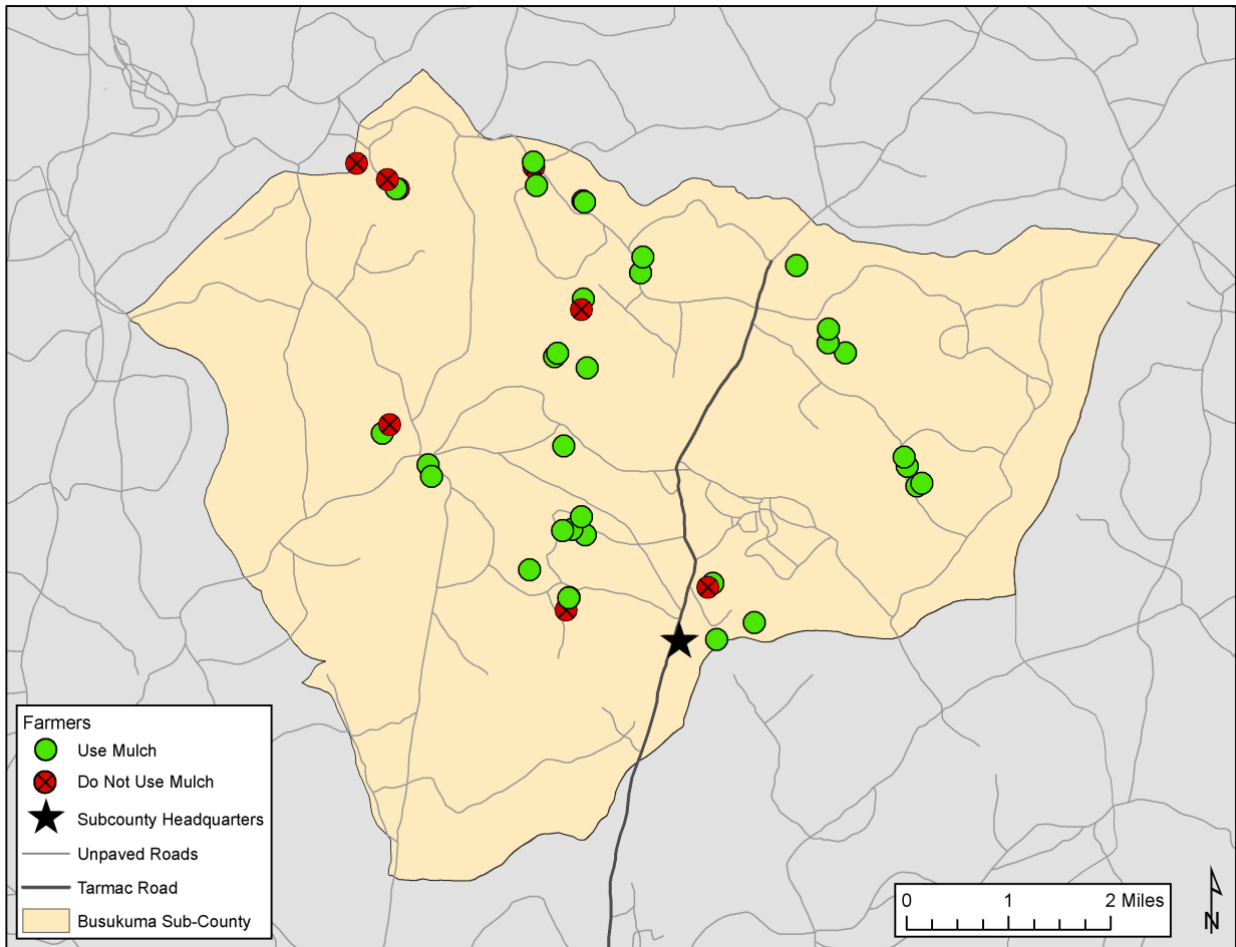 Farmers
Use Mulch
Do Not Use Mulch
Subcounty Headquarters
Unpaved Roads
Tarmac Road
Busukuma Sub-County
0 1 2 Miles
N